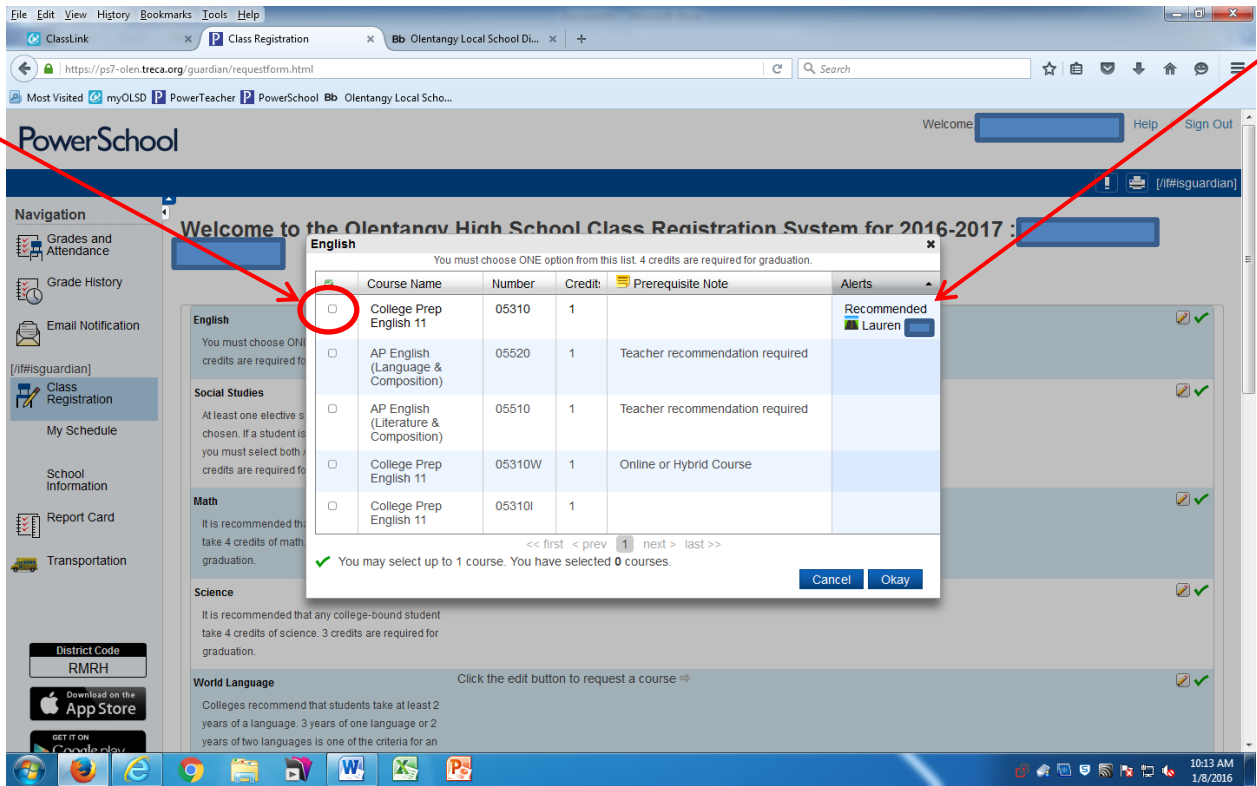 File Edit View History Bookmarks Tools Help
ClassLink × Class Registration × Bb Olentangy Local School Di... × +
https://ps7-olen.treca.org/guardian/requestform.html Search
Most Visited myOLSD PowerTeacher PowerSchool Bb Olentangy Local Scho...
PowerSchool
Welcome, Help Sign Out
[/if#isguardian]
Navigation
Grades and
Attendance
Grade History
Email Notification
[/if#isguardian]
Class
Registration
My Schedule
School
Information
Report Card
Transportation
District Code
RMRH
Download on the
App Store
GET IT ON
Google play
Welcome to the Olentangy High School Class Registration System for 2016-2017 :
English
You must choose ONE
credits are required fo
Social Studies
At least one elective s
chosen. If a student is
you must select both
credits are required fo
Math
It is recommended tha
take 4 credits of math.
graduation.
Science
It is recommended that any college-bound student
take 4 credits of science. 3 credits are required for
graduation.
World Language
Click the edit button to request a course ⇨
Colleges recommend that students take at least 2
years of a language. 3 years of one language or 2
years of two languages is one of the criteria for an
English ×
You must choose ONE option from this list. 4 credits are required for graduation.
Course Name Number Credit: Prerequisite Note Alerts
College Prep
English 11
05310 1 Recommended
Lauren
AP English
(Language &
Composition)
05520 1 Teacher recommendation required
AP English
(Literature &
Composition)
05510 1 Teacher recommendation required
College Prep
English 11
05310W 1 Online or Hybrid Course
College Prep
English 11
05310I 1
<< first < prev 1 next > last >>
You may select up to 1 course. You have selected 0 courses.
Cancel Okay
10:13 AM
1/8/2016